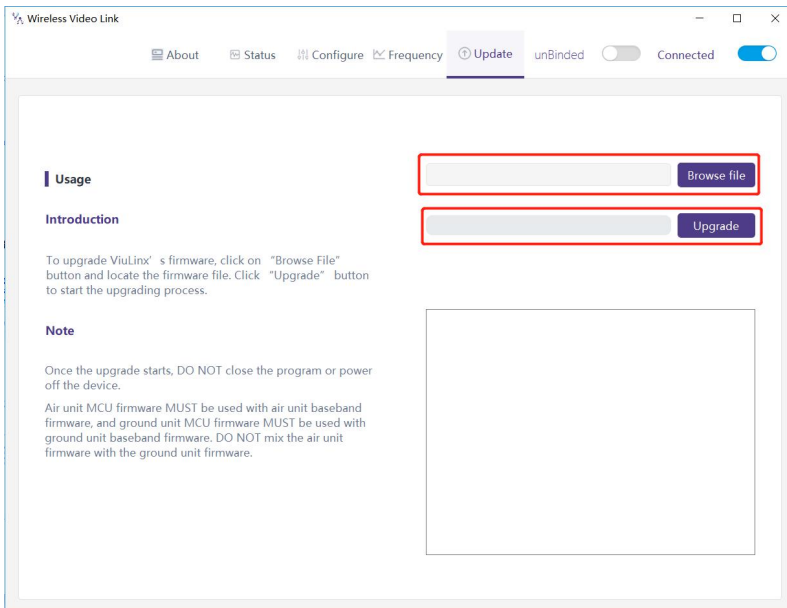 Wireless Video Link
About Status Configure Frequency Update unBinded Connected
Usage
Browse file
Introduction
Upgrade
To upgrade ViuLinx’s firmware, click on “Browse File”
button and locate the firmware file. Click “Upgrade” button
to start the upgrading process.
Note
Once the upgrade starts, DO NOT close the program or power
off the device.
Air unit MCU firmware MUST be used with air unit baseband
firmware, and ground unit MCU firmware MUST be used with
ground unit baseband firmware. DO NOT mix the air unit
firmware with the ground unit firmware.